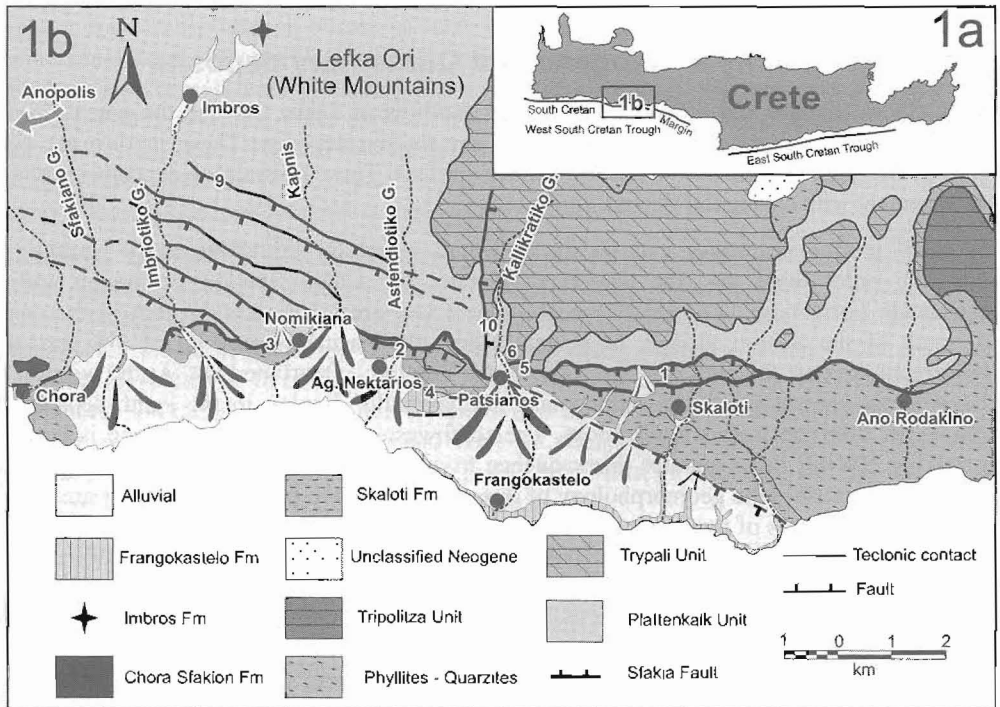 1b
N
Lefka Ori
(White Mountains)
Anopolis
Imbros
1a
Crete
1b
South Cretan
Margin
West South Cretan Trough
East South Cretan Trough
Sfakiano G.
Imbriotiko G.
9
Kapnis
Asfendiotiko G.
Kallikratiko G.
Nomikiana
3
2
10
6
5
1
4
Chora
Ag. Nektarios
Patsianos
Skaloti
Ano Rodakino
Frangokastelo
Alluvial
Skaloti Fm
Frangokastelo Fm
Unclassified Neogene
Trypali Unit
Tectonic contact
Fault
Imbros Fm
Tripolitza Unit
Plattenkalk Unit
1 0 1 2
km
Chora Sfakion Fm
Phyllites - Quarzites
Sfakia Fault